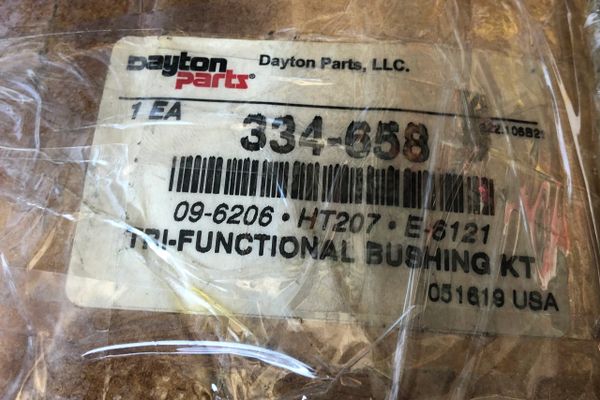 Dayton Parts® Dayton Parts, LLC.
1 EA
334-658
09-6206 • HT207 • E-6121
TRI-FUNCTIONAL BUSHING KT
051619 USA